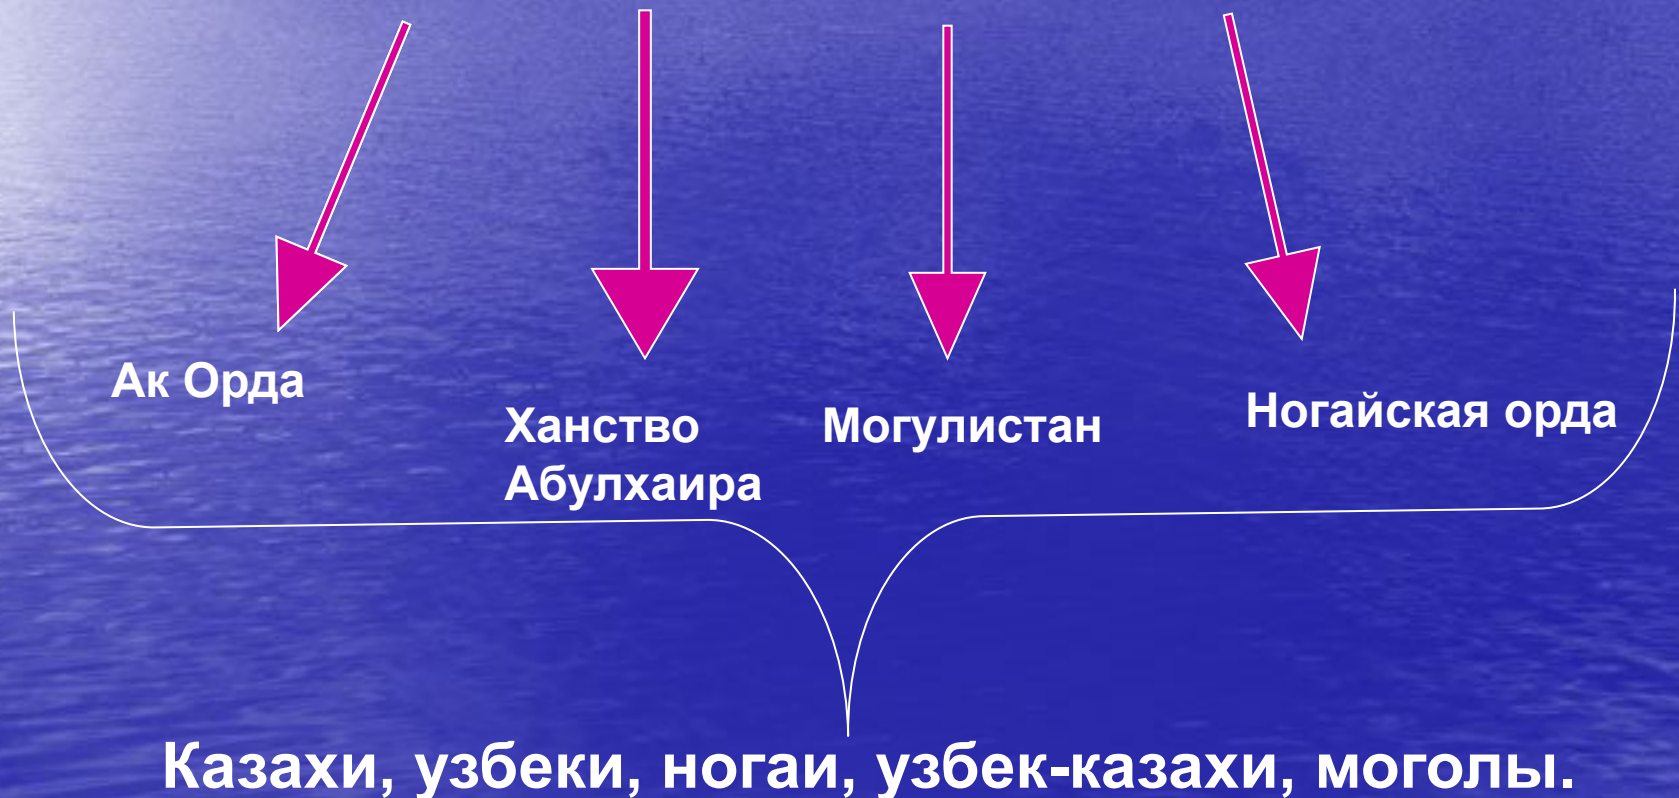 Ак Орда
Ханство
Абулхаира
Могулистан
Ногайская орда
Казахи, узбеки, ногаи, узбек-казахи, моголы.